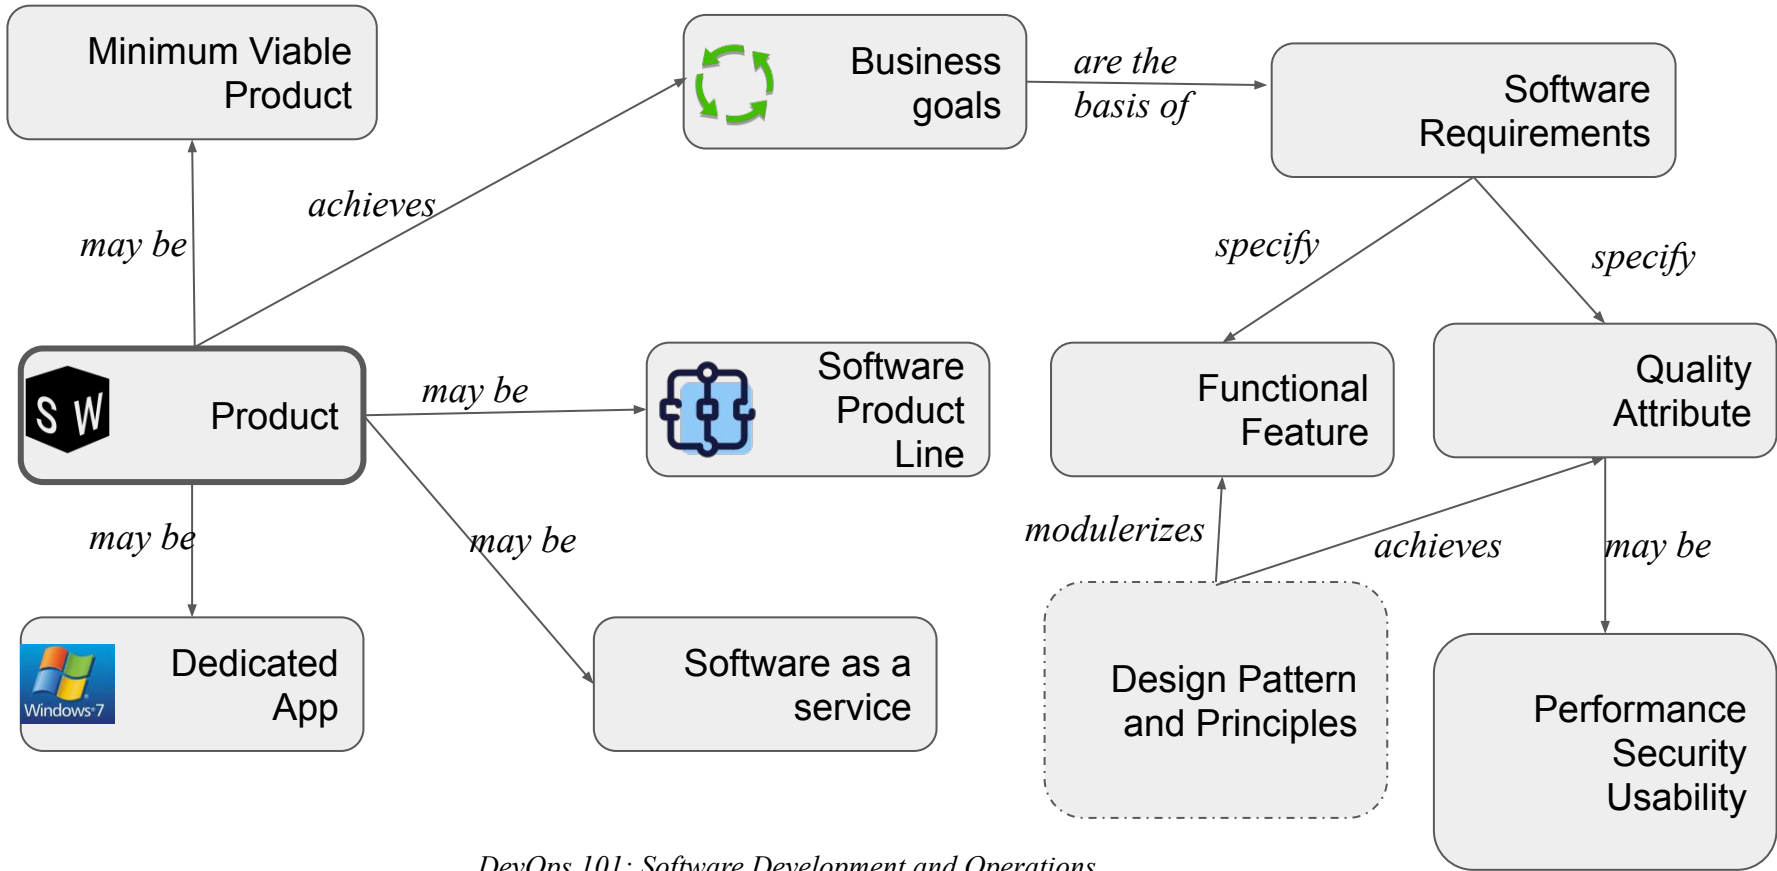 Minimum Viable
Product
Business
goals
are the
basis of
Software
Requirements
achieves
may be
specify
specify
SW
Product
may be
Software
Product
Line
Functional
Feature
Quality
Attribute
may be
may be
modulerizes
achieves
may be
Windows 7
Dedicated
App
Software as a
service
Design Pattern
and Principles
Performance
Security
Usability
DevOps 101: Software Development and Operations